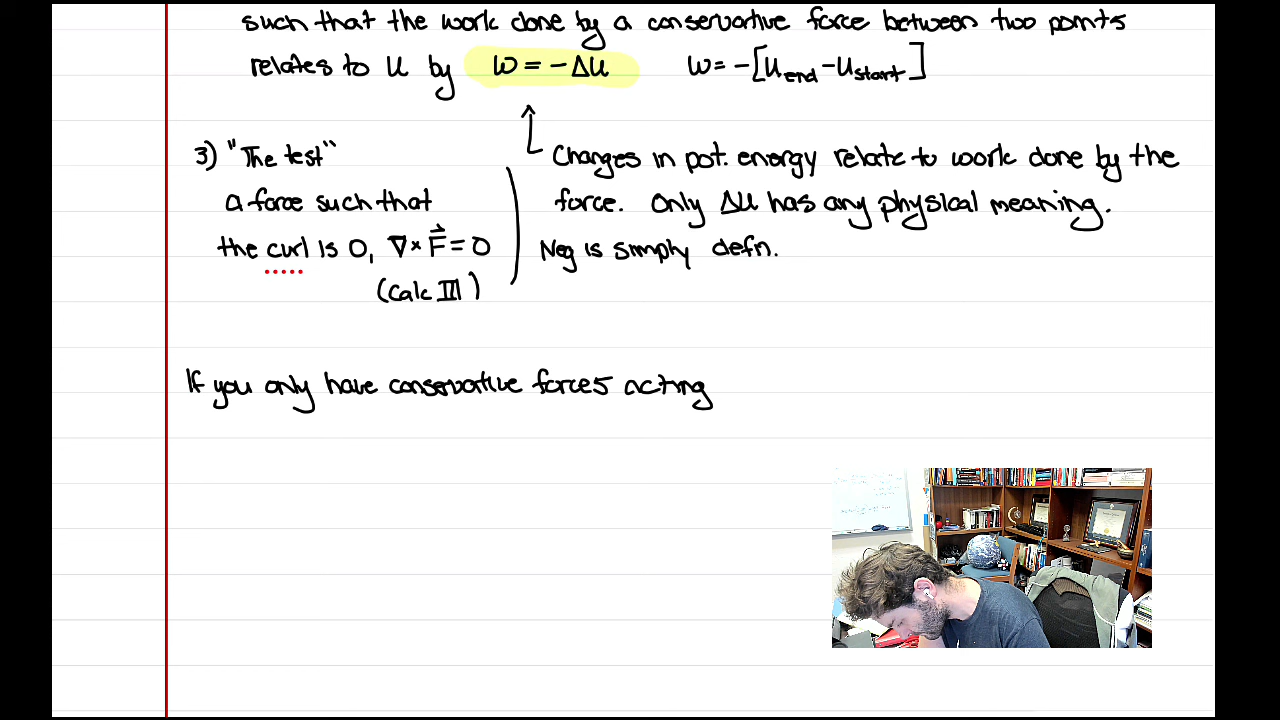 such that the work done by a conservative force between two points
relates to U by W = -ΔU W = -[U_end - U_start]
3) "The test"
a force such that
the curl is 0, ∇ × F⃗ = 0
(Calc III)
Changes in pot. energy relate to work done by the
force. Only ΔU has any physical meaning.
Neg is simply defn.
If you only have conservative forces acting